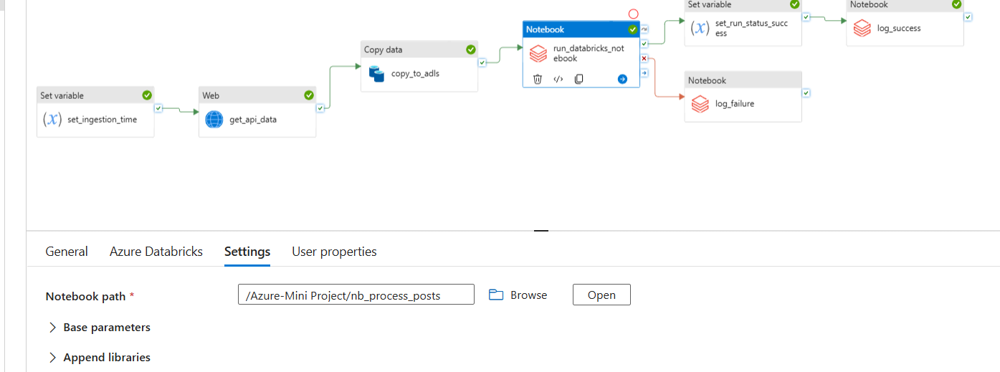 Set variable
(x) set_ingestion_time
Web
get_api_data
Copy data
copy_to_adls
Notebook
run_databricks_not
ebook
Set variable
(x) set_run_status_succ
ess
Notebook
log_success
Notebook
log_failure
General Azure Databricks Settings User properties
Notebook path * /Azure-Mini Project/nb_process_posts Browse Open
Base parameters
Append libraries